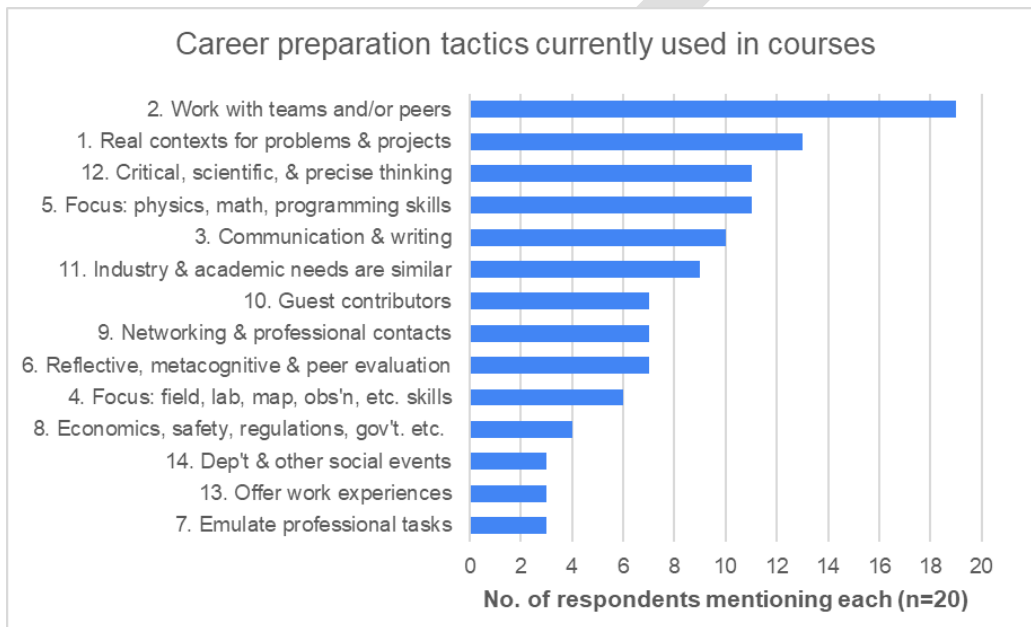 Career preparation tactics currently used in courses
2. Work with teams and/or peers
1. Real contexts for problems & projects
12. Critical, scientific, & precise thinking
5. Focus: physics, math, programming skills
3. Communication & writing
11. Industry & academic needs are similar
10. Guest contributors
9. Networking & professional contacts
6. Reflective, metacognitive & peer evaluation
4. Focus: field, lab, map, obs'n, etc. skills
8. Economics, safety, regulations, gov't. etc.
14. Dep't & other social events
13. Offer work experiences
7. Emulate professional tasks
0 2 4 6 8 10 12 14 16 18 20
No. of respondents mentioning each (n=20)